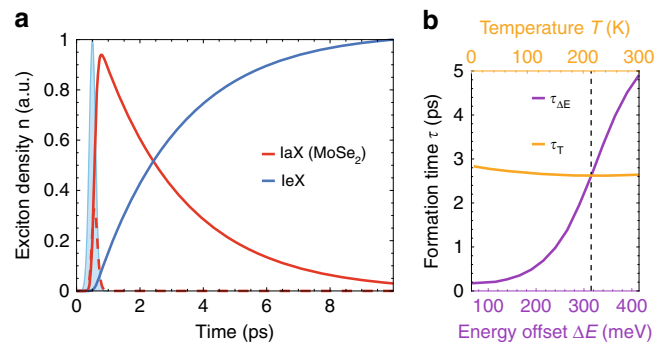 a
Exciton density n (a.u.)
1
0.8
0.6
0.4
0.2
0
0 2 4 6 8
Time (ps)
IaX (MoSe₂)
IeX
b
Temperature T (K)
0 100 200 300
Formation time τ (ps)
5
4
3
2
1
0
τ_ΔE
τ_T
100 200 300 400
Energy offset ΔE (meV)